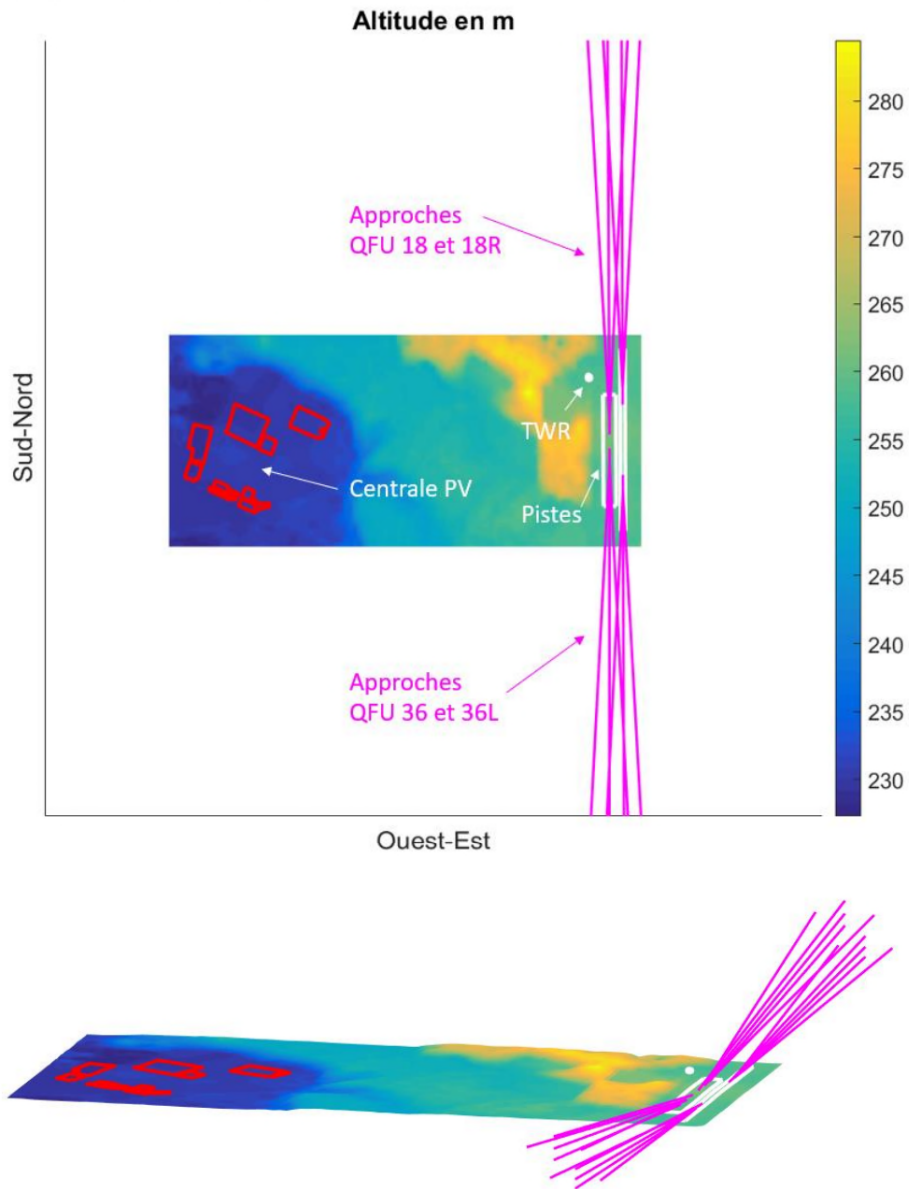 Altitude en m
Approches
QFU 18 et 18R
TWR
Centrale PV
Pistes
Approches
QFU 36 et 36L
Sud-Nord
Ouest-Est
280
275
270
265
260
255
250
245
240
235
230